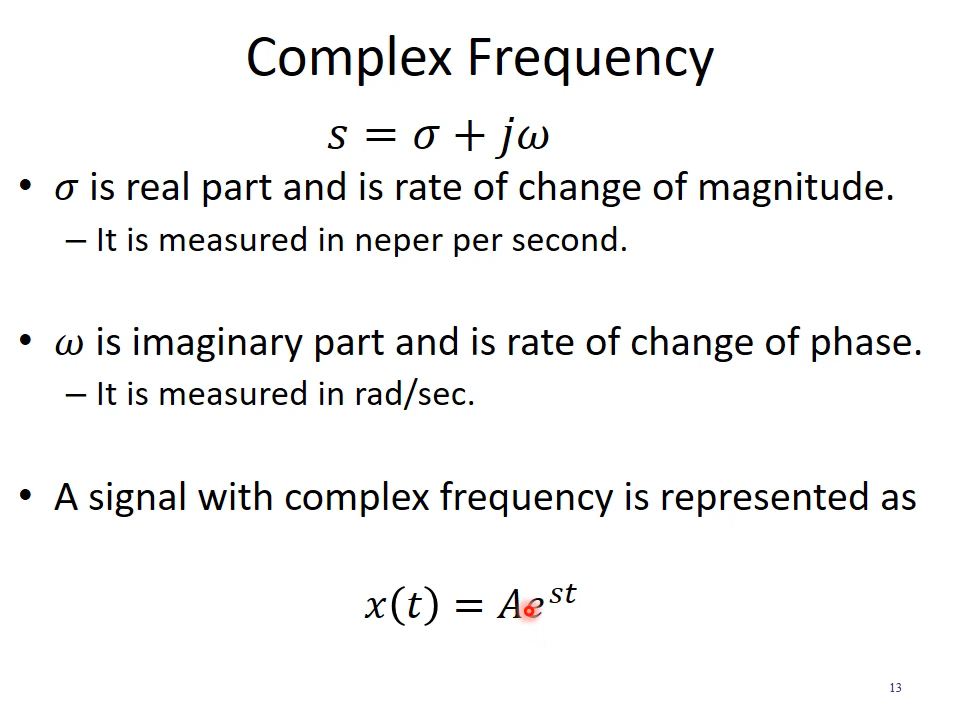 Complex Frequency
𝑠 = 𝜎 + 𝑗𝜔
• 𝜎 is real part and is rate of change of magnitude.
– It is measured in neper per second.
• 𝜔 is imaginary part and is rate of change of phase.
– It is measured in rad/sec.
• A signal with complex frequency is represented as
𝑥(𝑡) = 𝐴𝑒^{𝑠𝑡}
13